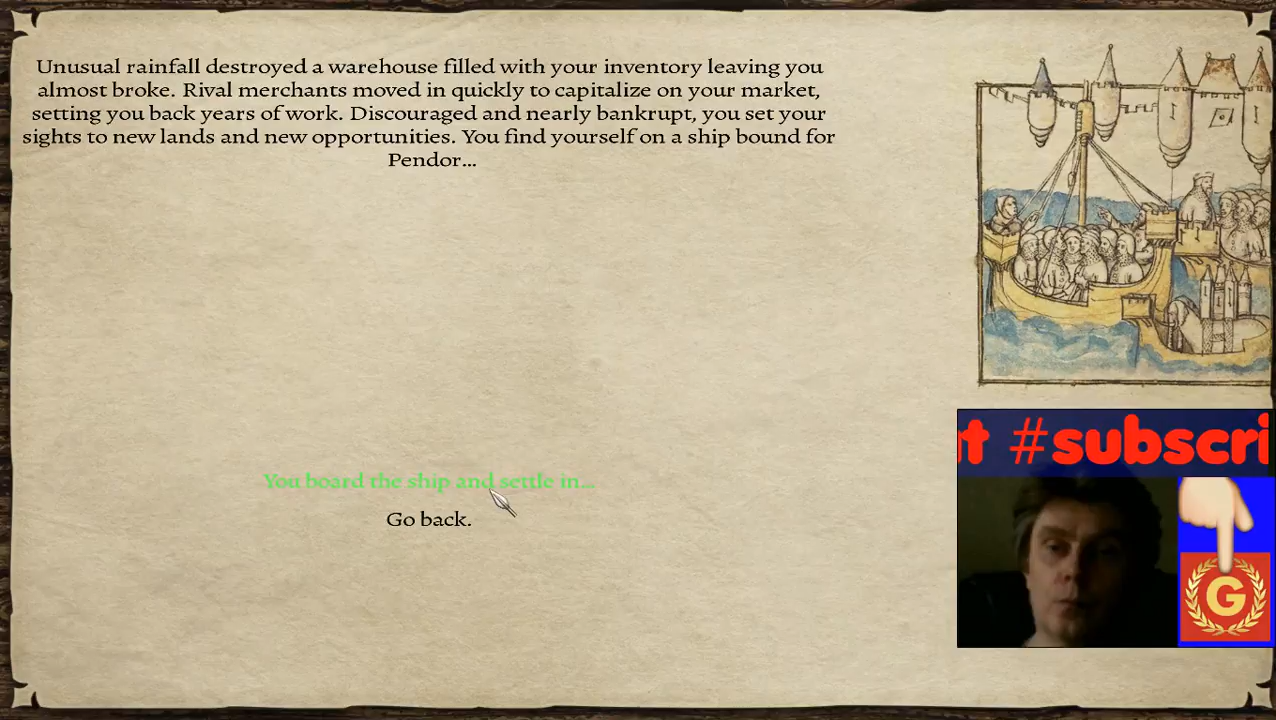 Unusual rainfall destroyed a warehouse filled with your inventory leaving you
almost broke. Rival merchants moved in quickly to capitalize on your market,
setting you back years of work. Discouraged and nearly bankrupt, you set your
sights to new lands and new opportunities. You find yourself on a ship bound for
Pendor...
#subscri
You board the ship and settle in...
Go back.
G